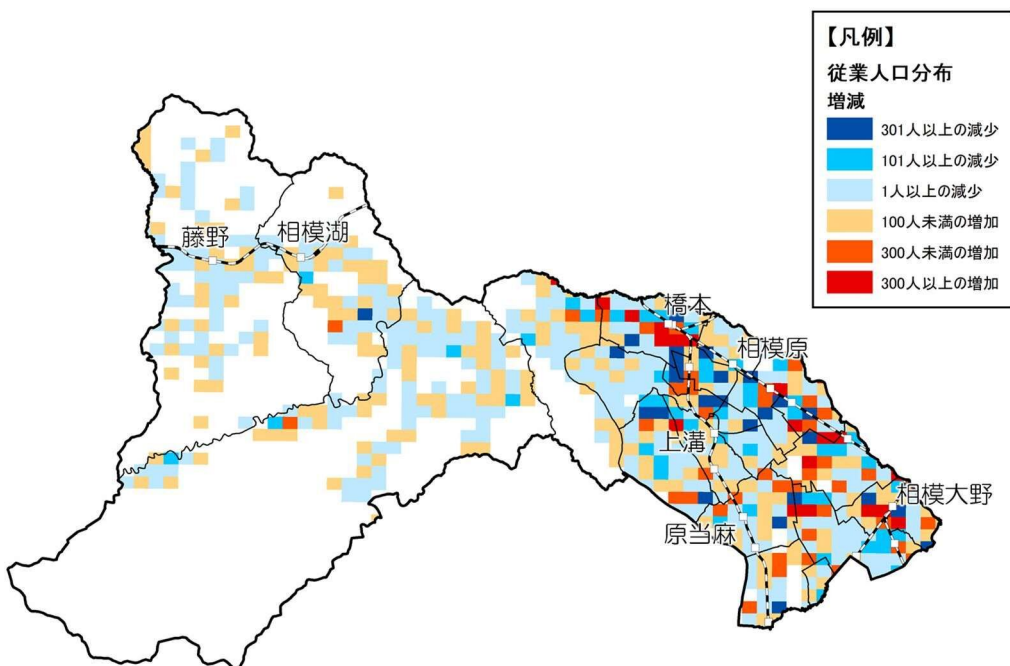 【凡例】
従業人口分布
増減
301人以上の減少
101人以上の減少
1人以上の減少
100人未満の増加
300人未満の増加
300人以上の増加
藤野
相模湖
橋本
相模原
上溝
相模大野
原当麻